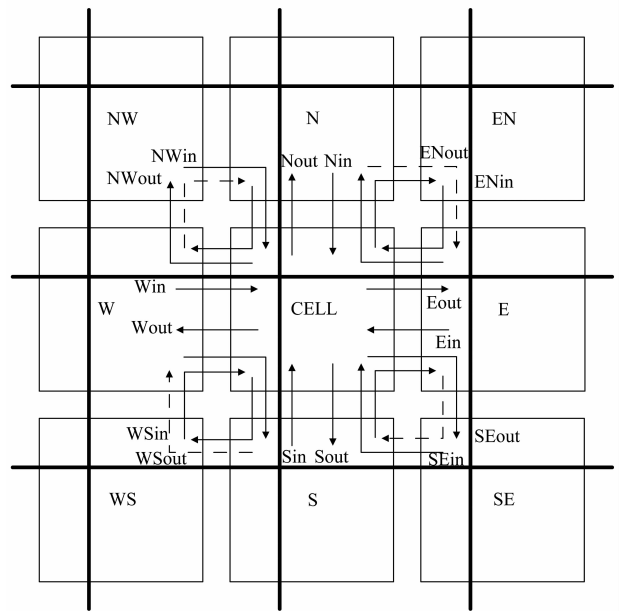 NW N EN
NWin Nout Nin ENout
NWout ENin
Win
W CELL Eout E
Wout Ein
WSin SEout
WSout Sin Sout SEin
WS S SE